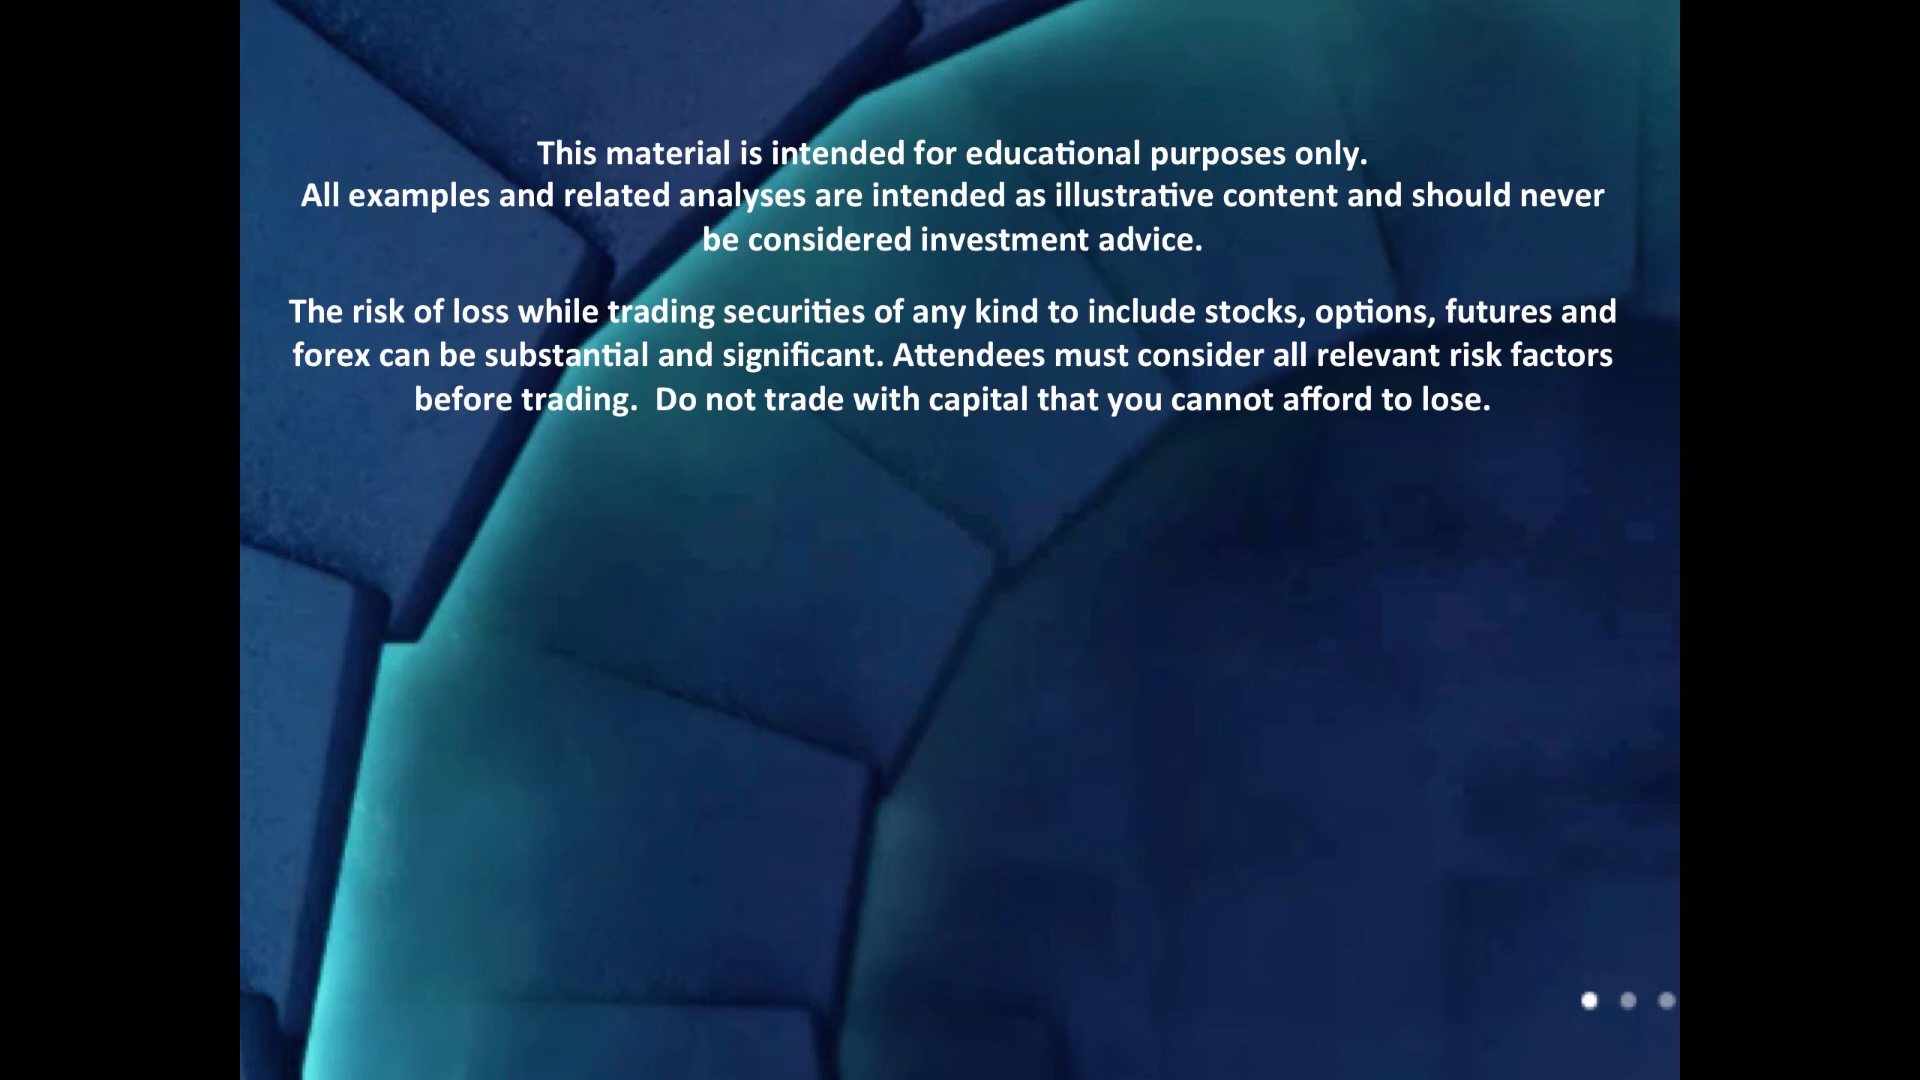 This material is intended for educational purposes only.
All examples and related analyses are intended as illustrative content and should never
be considered investment advice.
The risk of loss while trading securities of any kind to include stocks, options, futures and
forex can be substantial and significant. Attendees must consider all relevant risk factors
before trading.  Do not trade with capital that you cannot afford to lose.